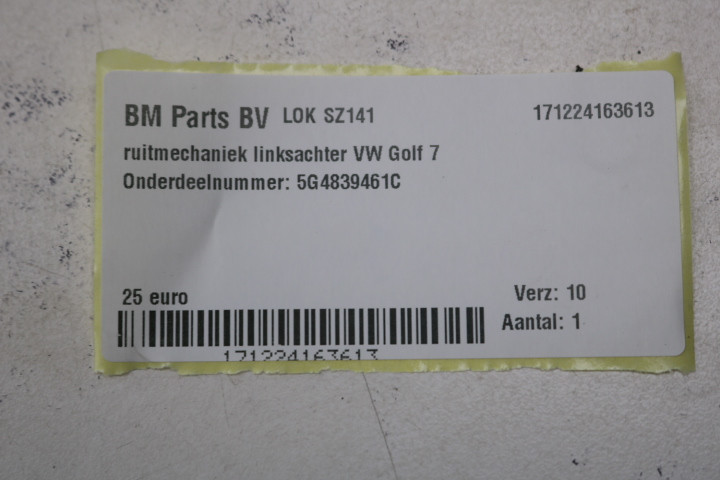 BM Parts BV LOK SZ141 171224163613
ruitmechaniek linksachter VW Golf 7
Onderdeelnummer: 5G4839461C
25 euro Verz: 10
Aantal: 1
171224163613